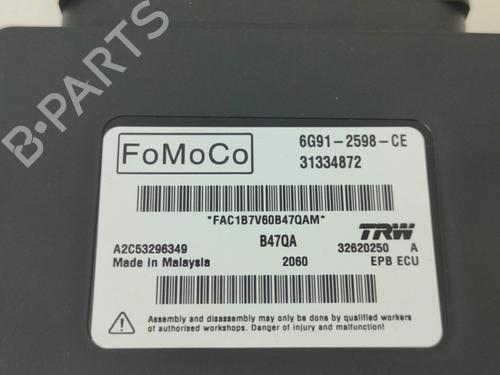 B-PARTS
FoMoCo
6G91-2598-CE
31334872
*FAC1B7V60B47QAM*
A2C53296349
B47QA
TRW
32620250 A
Made in Malaysia
2060
EPB ECU
Assembly and disassembly may only be done by qualified workers
of authorised workshops. Danger of injury and malfunction!